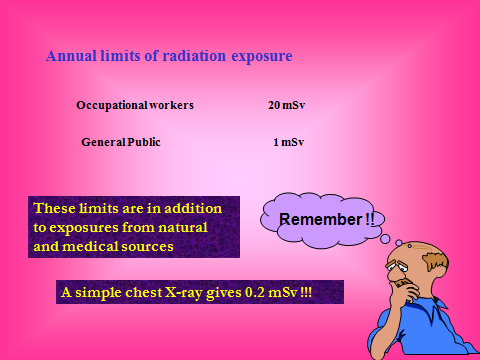 Annual limits of radiation exposure
Occupational workers 20 mSv
General Public 1 mSv
These limits are in addition
to exposures from natural
and medical sources
Remember !!
A simple chest X-ray gives 0.2 mSv !!!